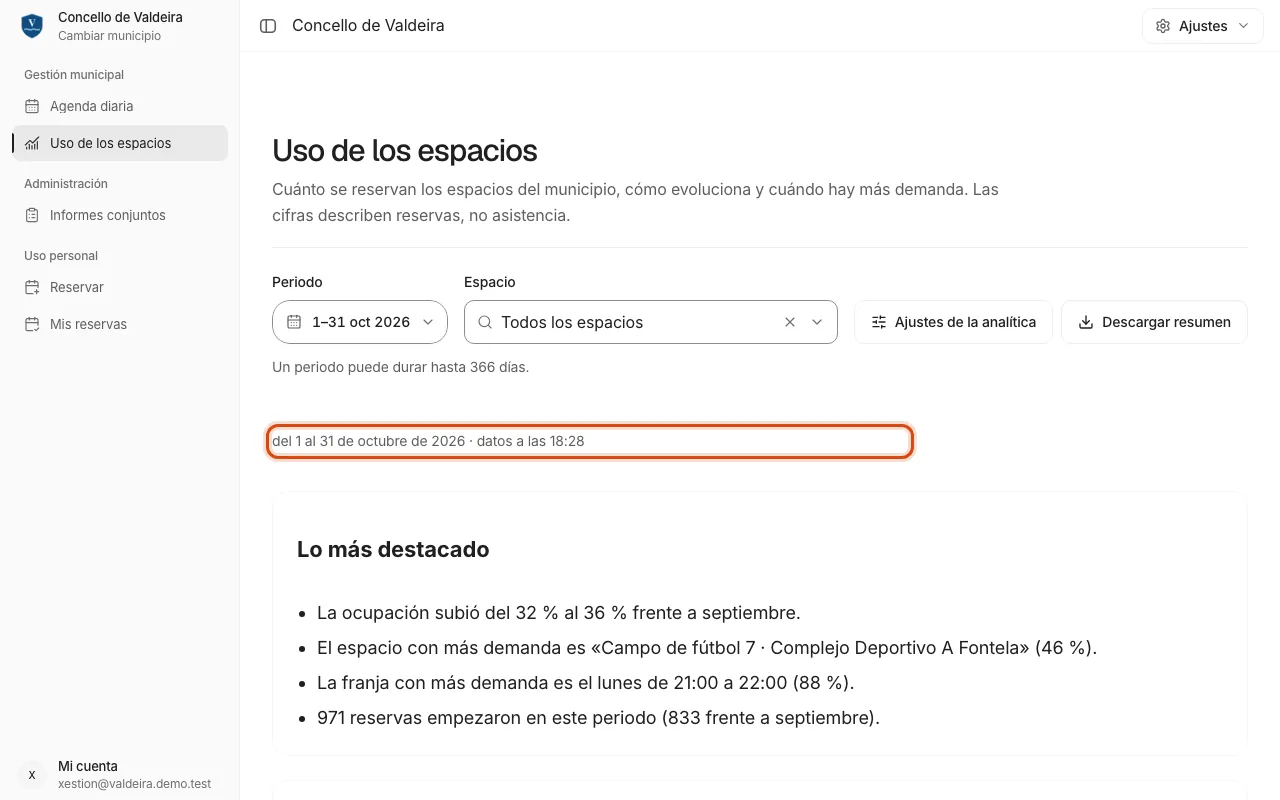 Concello de Valdeira
Cambiar municipio
Gestión municipal
Agenda diaria
Uso de los espacios
Administración
Informes conjuntos
Uso personal
Reservar
Mis reservas
X
Mi cuenta
xestion@valdeira.demo.test
Concello de Valdeira
Ajustes
Uso de los espacios
Cuánto se reservan los espacios del municipio, cómo evoluciona y cuándo hay más demanda. Las
cifras describen reservas, no asistencia.
Periodo
Espacio
1–31 oct 2026
Todos los espacios
Ajustes de la analítica
Descargar resumen
Un periodo puede durar hasta 366 días.
del 1 al 31 de octubre de 2026 · datos a las 18:28
Lo más destacado
• La ocupación subió del 32 % al 36 % frente a septiembre.
• El espacio con más demanda es «Campo de fútbol 7 · Complejo Deportivo A Fontela» (46 %).
• La franja con más demanda es el lunes de 21:00 a 22:00 (88 %).
• 971 reservas empezaron en este periodo (833 frente a septiembre).